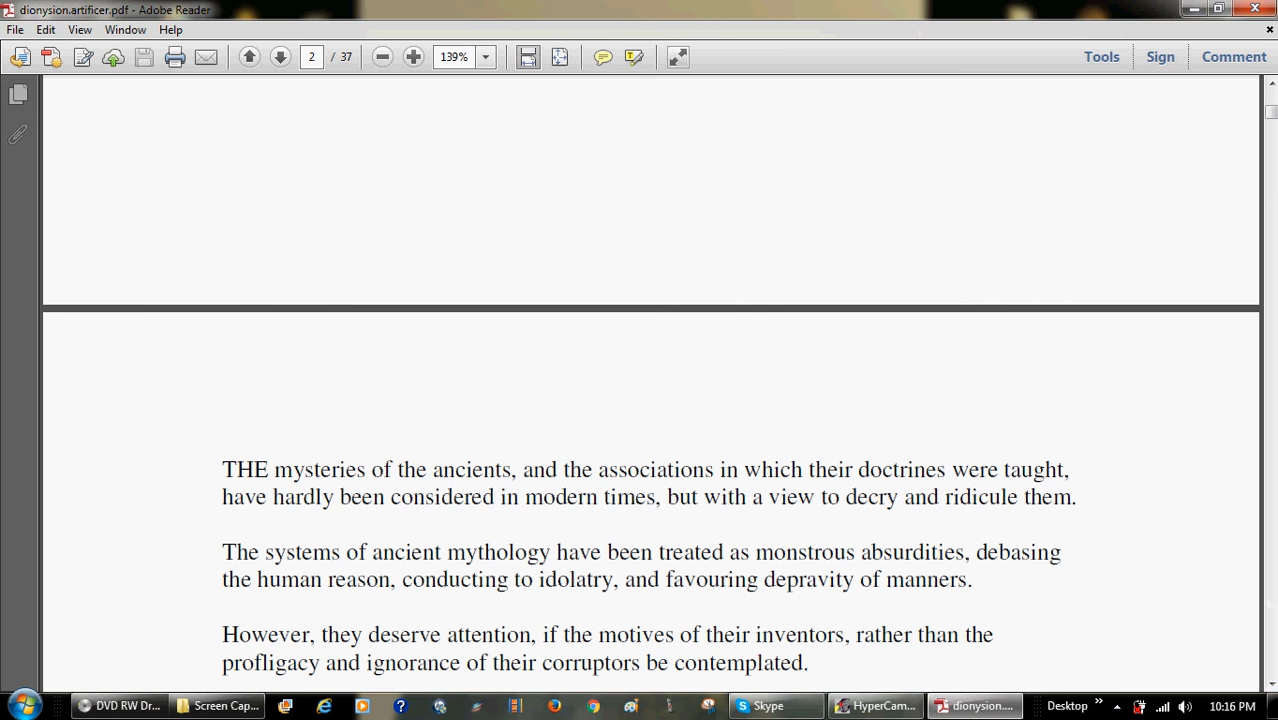 dionysion.artificer.pdf - Adobe Reader
File Edit View Window Help
2 / 37 139% Tools Sign Comment
THE mysteries of the ancients, and the associations in which their doctrines were taught,
have hardly been considered in modern times, but with a view to decry and ridicule them.
The systems of ancient mythology have been treated as monstrous absurdities, debasing
the human reason, conducting to idolatry, and favouring depravity of manners.
However, they deserve attention, if the motives of their inventors, rather than the
profligacy and ignorance of their corruptors be contemplated.
DVD RW Dr... Screen Cap... Skype HyperCam... dionysion.... Desktop » 10:16 PM